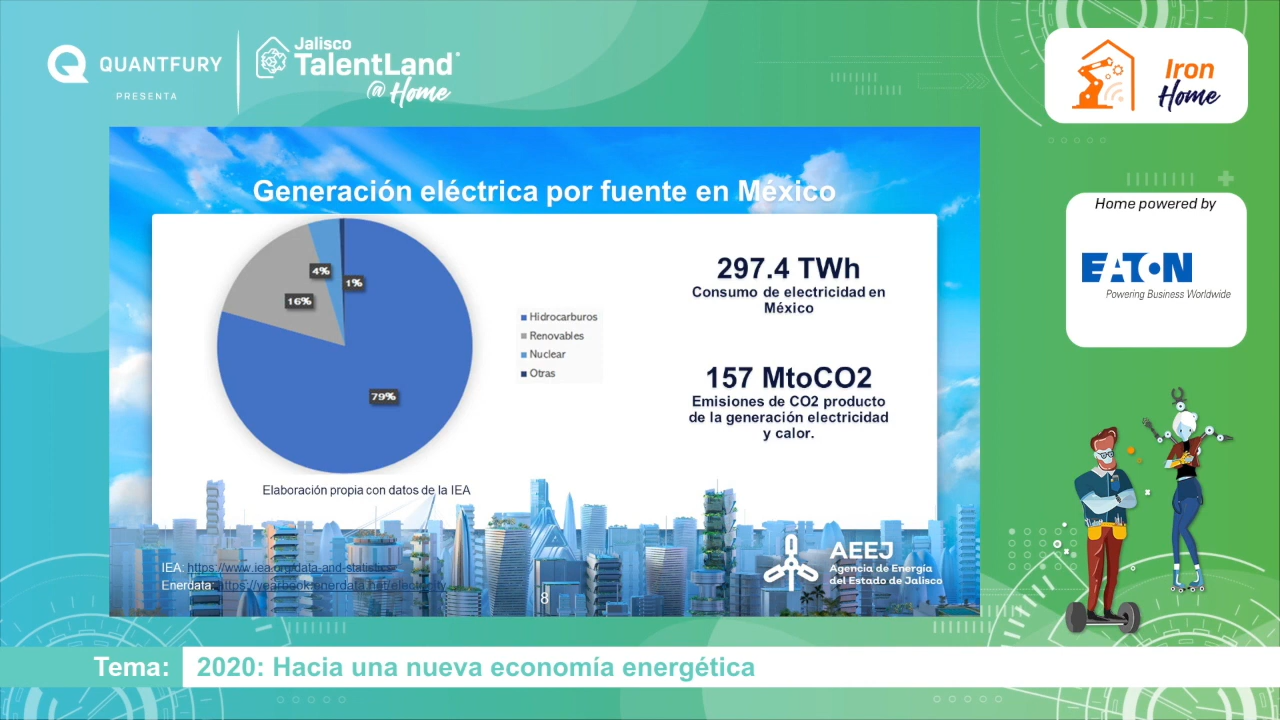 QUANTFURY
PRESENTA
Jalisco
TalentLand
@Home
Iron
Home
Home powered by
EATON
Powering Business Worldwide
Generación eléctrica por fuente en México
4%
1%
16%
79%
Hidrocarburos
Renovables
Nuclear
Otras
297.4 TWh
Consumo de electricidad en
México
157 MtoCO2
Emisiones de CO2 producto
de la generación electricidad
y calor.
Elaboración propia con datos de la IEA
IEA: https://www.iea.org/data-and-statistics
Enerdata: https://yearbook.enerdata.net/electricity
AEEJ
Agencia de Energía
del Estado de Jalisco
8
Tema: 2020: Hacia una nueva economía energética